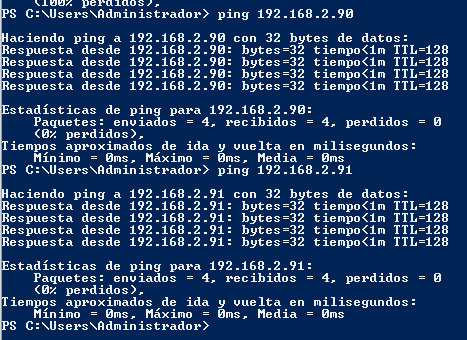 (100% perdidos),
PS C:\Users\Administrador> ping 192.168.2.90
Haciendo ping a 192.168.2.90 con 32 bytes de datos:
Respuesta desde 192.168.2.90: bytes=32 tiempo<1m TTL=128
Respuesta desde 192.168.2.90: bytes=32 tiempo<1m TTL=128
Respuesta desde 192.168.2.90: bytes=32 tiempo<1m TTL=128
Respuesta desde 192.168.2.90: bytes=32 tiempo<1m TTL=128
Estadísticas de ping para 192.168.2.90:
Paquetes: enviados = 4, recibidos = 4, perdidos = 0
(0% perdidos),
Tiempos aproximados de ida y vuelta en milisegundos:
Mínimo = 0ms, Máximo = 0ms, Media = 0ms
PS C:\Users\Administrador> ping 192.168.2.91
Haciendo ping a 192.168.2.91 con 32 bytes de datos:
Respuesta desde 192.168.2.91: bytes=32 tiempo<1m TTL=128
Respuesta desde 192.168.2.91: bytes=32 tiempo<1m TTL=128
Respuesta desde 192.168.2.91: bytes=32 tiempo<1m TTL=128
Respuesta desde 192.168.2.91: bytes=32 tiempo<1m TTL=128
Estadísticas de ping para 192.168.2.91:
Paquetes: enviados = 4, recibidos = 4, perdidos = 0
(0% perdidos),
Tiempos aproximados de ida y vuelta en milisegundos:
Mínimo = 0ms, Máximo = 0ms, Media = 0ms
PS C:\Users\Administrador>